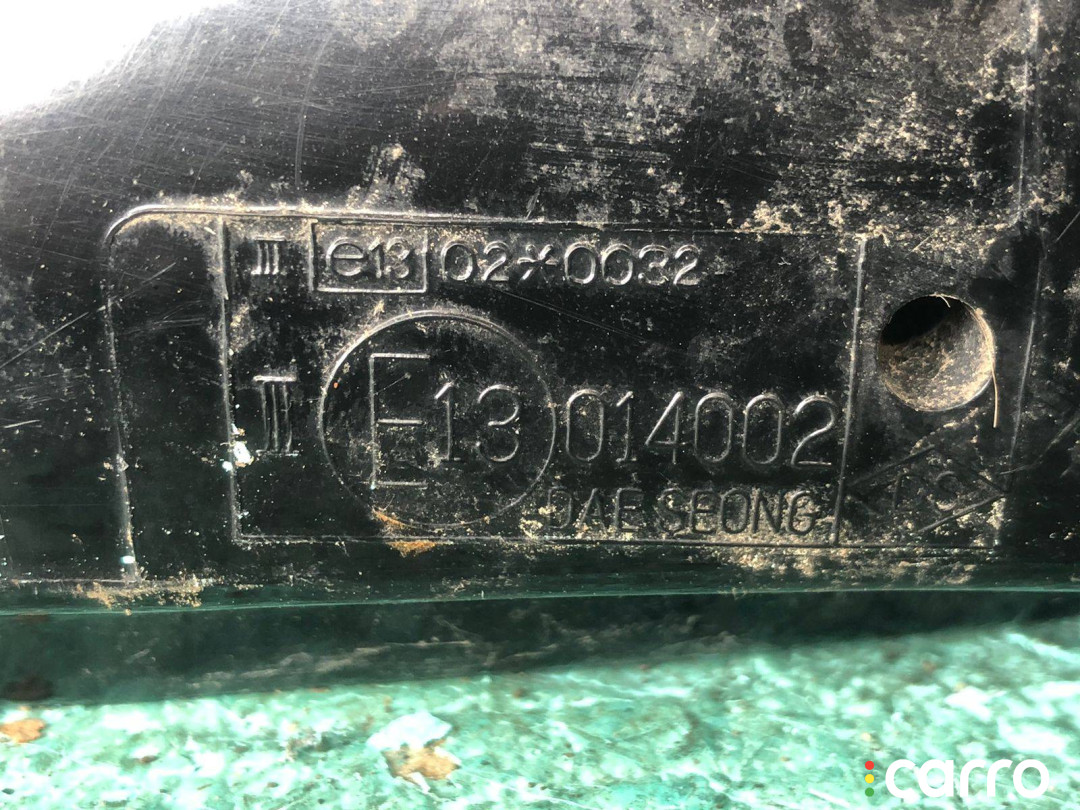 III e13 02*0032
III E13 014002
DAE SEONG
carro